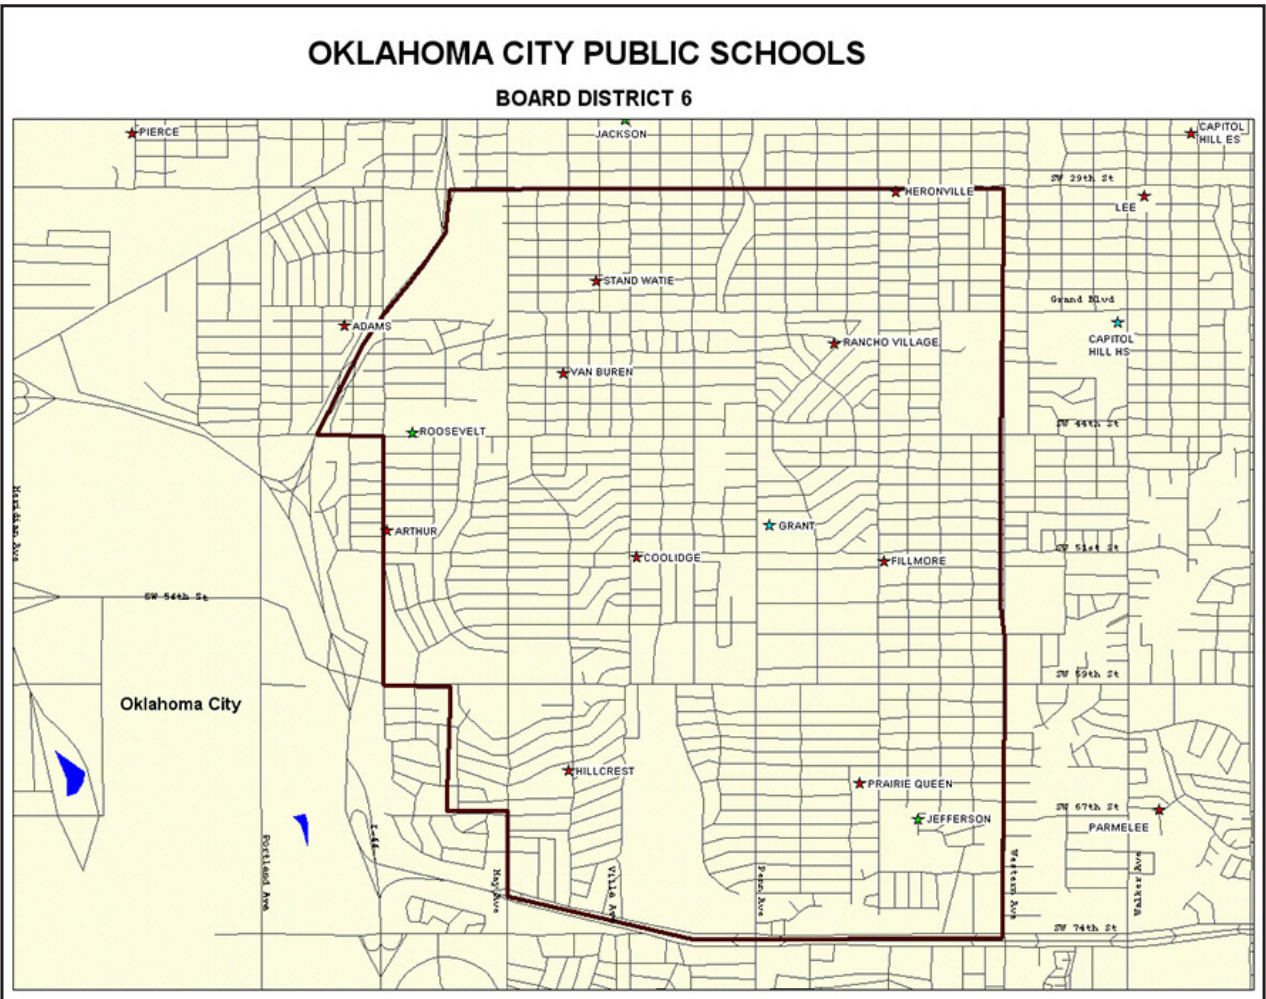 OKLAHOMA CITY PUBLIC SCHOOLS
BOARD DISTRICT 6
PIERCE
JACKSON
CAPITOL
HILL ES
SW 29th St
HERONVILLE
LEE
STAND WATIE
Grand Blvd
ADAMS
RANCHO VILLAGE
CAPITOL
HILL HS
VAN BUREN
SW 44th St
ROOSEVELT
Meridian Ave
GRANT
ARTHUR
SW 51st St
COOLIDGE
FILLMORE
SW 54th St
SW 59th St
Oklahoma City
HILLCREST
PRAIRIE QUEEN
SW 67th St
JEFFERSON
PARMELEE
I-44
Portland Ave
May Ave
Villa Ave
Penn Ave
Western Ave
Walker Ave
SW 74th St